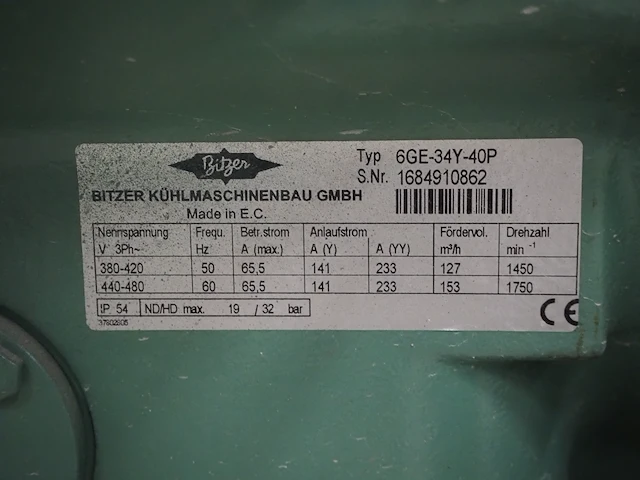 Bitzer
Typ 6GE-34Y-40P
S.Nr. 1684910862
BITZER KÜHLMASCHINENBAU GMBH
Made in E.C.
Nennspannung Frequ. Betr.strom Anlaufstrom Fördervol. Drehzahl
V 3Ph~ Hz A (max.) A (Y) A (YY) m³/h min -1
380-420 50 65,5 141 233 127 1450
440-480 60 65,5 141 233 153 1750
IP 54 ND/HD max. 19 / 32 bar
CE
37802605